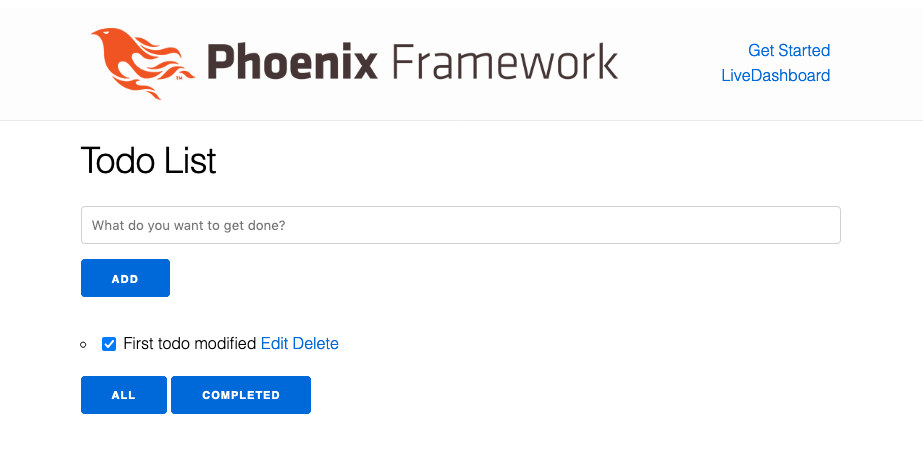 Phoenix Framework
TM
Get Started
LiveDashboard
Todo List
What do you want to get done?
ADD
First todo modified Edit Delete
ALL COMPLETED